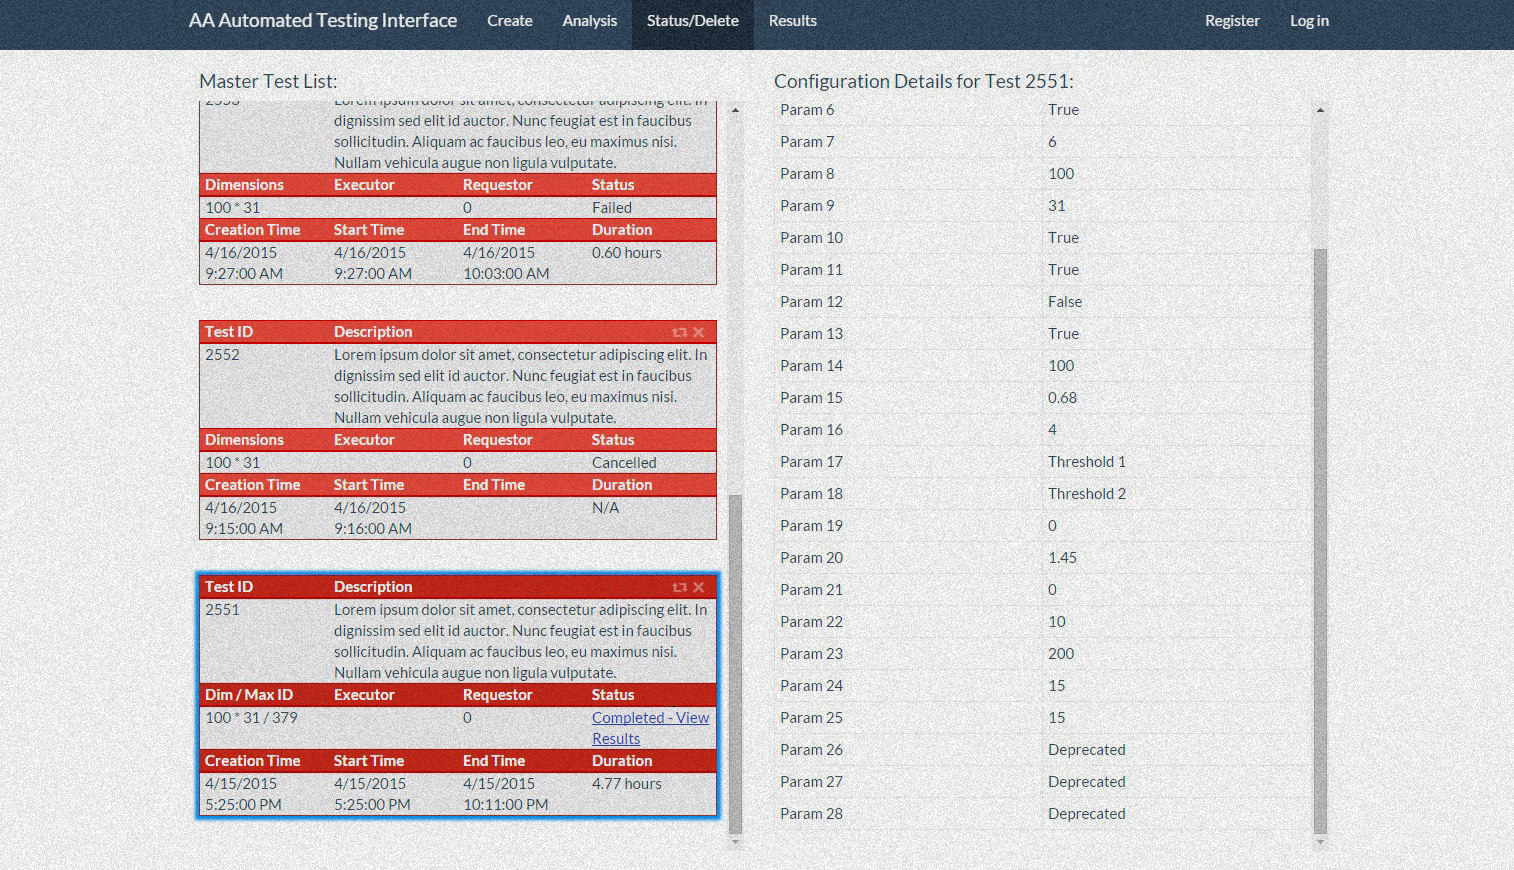 AA Automated Testing Interface Create Analysis Status/Delete Results Register Log in
Master Test List:
2553 Lorem ipsum dolor sit amet, consectetur adipiscing elit. In
dignissim sed elit id auctor. Nunc feugiat est in faucibus
sollicitudin. Aliquam ac faucibus leo, eu maximus nisi.
Nullam vehicula augue non ligula vulputate.
Dimensions Executor Requestor Status
100 * 31 0 Failed
Creation Time Start Time End Time Duration
4/16/2015 4/16/2015 4/16/2015 0.60 hours
9:27:00 AM 9:27:00 AM 10:03:00 AM
Test ID Description
2552 Lorem ipsum dolor sit amet, consectetur adipiscing elit. In
dignissim sed elit id auctor. Nunc feugiat est in faucibus
sollicitudin. Aliquam ac faucibus leo, eu maximus nisi.
Nullam vehicula augue non ligula vulputate.
Dimensions Executor Requestor Status
100 * 31 0 Cancelled
Creation Time Start Time End Time Duration
4/16/2015 4/16/2015 N/A
9:15:00 AM 9:16:00 AM
Test ID Description
2551 Lorem ipsum dolor sit amet, consectetur adipiscing elit. In
dignissim sed elit id auctor. Nunc feugiat est in faucibus
sollicitudin. Aliquam ac faucibus leo, eu maximus nisi.
Nullam vehicula augue non ligula vulputate.
Dim / Max ID Executor Requestor Status
100 * 31 / 379 0 Completed - View
Results
Creation Time Start Time End Time Duration
4/15/2015 4/15/2015 4/15/2015 4.77 hours
5:25:00 PM 5:25:00 PM 10:11:00 PM
Configuration Details for Test 2551:
Param 6 True
Param 7 6
Param 8 100
Param 9 31
Param 10 True
Param 11 True
Param 12 False
Param 13 True
Param 14 100
Param 15 0.68
Param 16 4
Param 17 Threshold 1
Param 18 Threshold 2
Param 19 0
Param 20 1.45
Param 21 0
Param 22 10
Param 23 200
Param 24 15
Param 25 15
Param 26 Deprecated
Param 27 Deprecated
Param 28 Deprecated